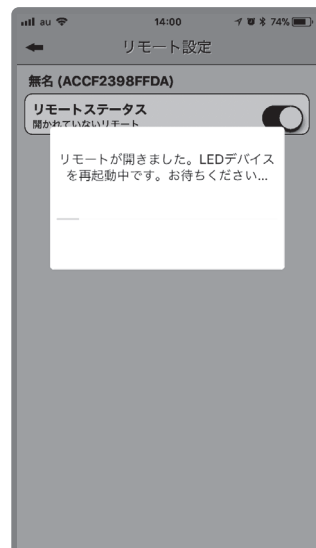 au 14:00 74%
リモート設定
無名 (ACCF2398FFDA)
リモートステータス
開かれていないリモート
リモートが開きました。LEDデバイス
を再起動中です。お待ちください...